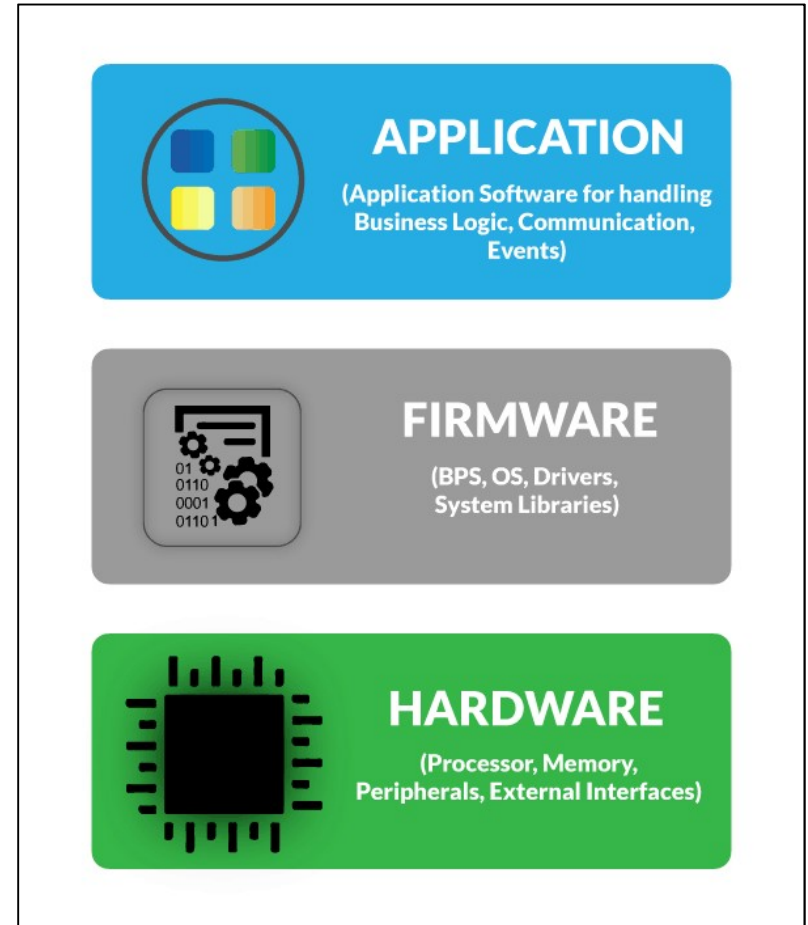 APPLICATION
(Application Software for handling
Business Logic, Communication,
Events)
FIRMWARE
(BPS, OS, Drivers,
System Libraries)
01
0110
0001
01101
HARDWARE
(Processor, Memory,
Peripherals, External Interfaces)